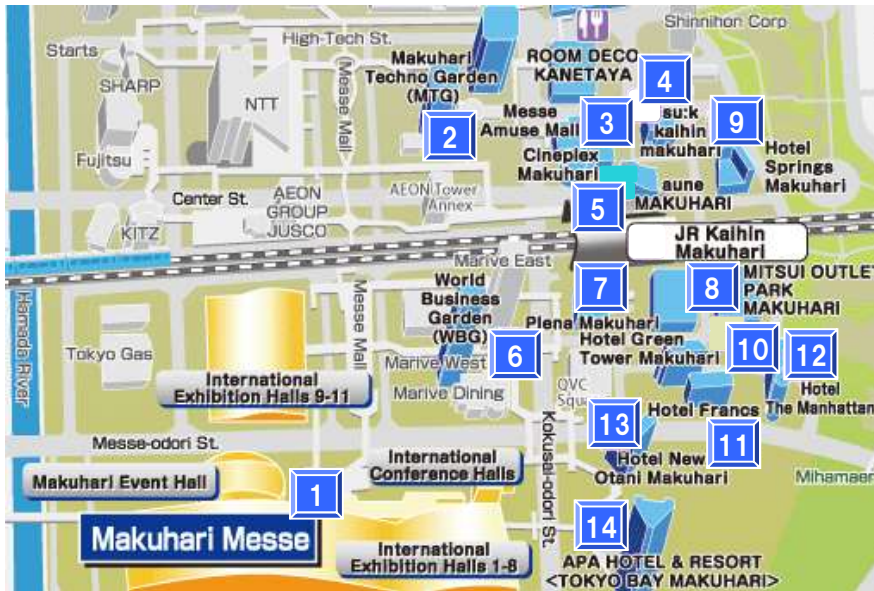 Shinnihon Corp
High-Tech St.
Starts
SHARP
NTT
Messe Mall
Makuhari
Techno Garden
(MTG)
2
ROOM DECO
KANETAYA
4
Messe
Amuse Mall
3
su:k
kaihin
makuhari
9
Cineplex
Makuhari
Hotel
Springs
Makuhari
Fujitsu
Center St.
AEON
GROUP
JUSCO
AEON Tower
Annex
aune
MAKUHARI
5
KITZ
JR Kaihin
Makuhari
Marive East
Hamada River
World
Business
Garden
(WBG)
7
8
MITSUI OUTLET
PARK
MAKUHARI
Plena Makuhari
Messe Mall
Tokyo Gas
6
Hotel Green
Tower Makuhari
10
12
Marive West
International
Exhibition Halls 9-11
Marive Dining
QVC
Hotel
The Manhattan
Hotel Francs
Kokusai-odori St.
13
11
Messe-odori St.
International
Conference Halls
Hotel New
Otani Makuhari
Makuhari Event Hall
1
14
Makuhari Messe
International
Exhibition Halls 1-8
APA HOTEL & RESORT
<TOKYO BAY MAKUHARI>